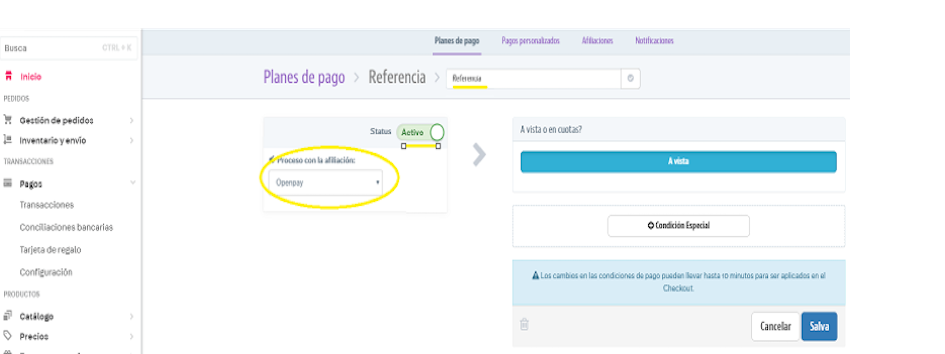 Busca CTRL + K
Inicio
PEDIDOS
Gestión de pedidos
Inventario y envío
TRANSACCIONES
Pagos
Transacciones
Conciliaciones bancarias
Tarjeta de regalo
Configuración
PRODUCTOS
Catálogo
Precios
Planes de pago Pagos personalizados Afiliaciones Notificaciones
Planes de pago > Referencia > Referencia
Status Activo
Proceso con la afiliación:
Openpay
A vista o en cuotas?
A vista
Condición Especial
Los cambios en las condiciones de pago pueden llevar hasta 10 minutos para ser aplicados en el
Checkout.
Cancelar Salva